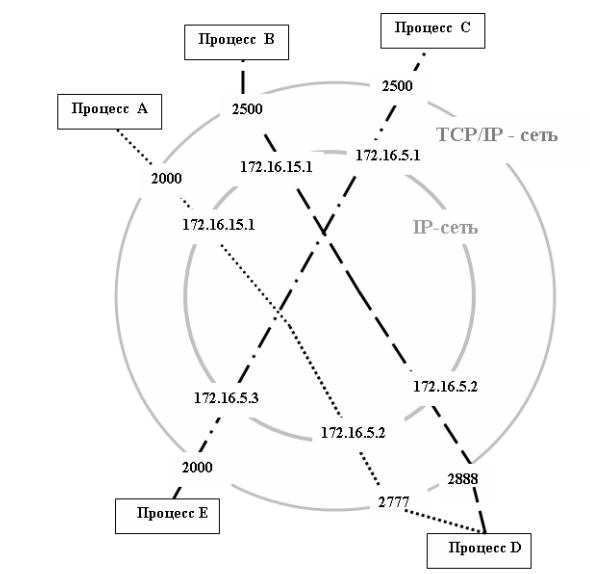 Процесс C
Процесс B
2500
2500
Процесс A
TCP/IP - сеть
172.16.5.1
172.16.15.1
2000
172.16.15.1
IP-сеть
172.16.5.2
172.16.5.3
172.16.5.2
2000
2888
2777
Процесс E
Процесс D